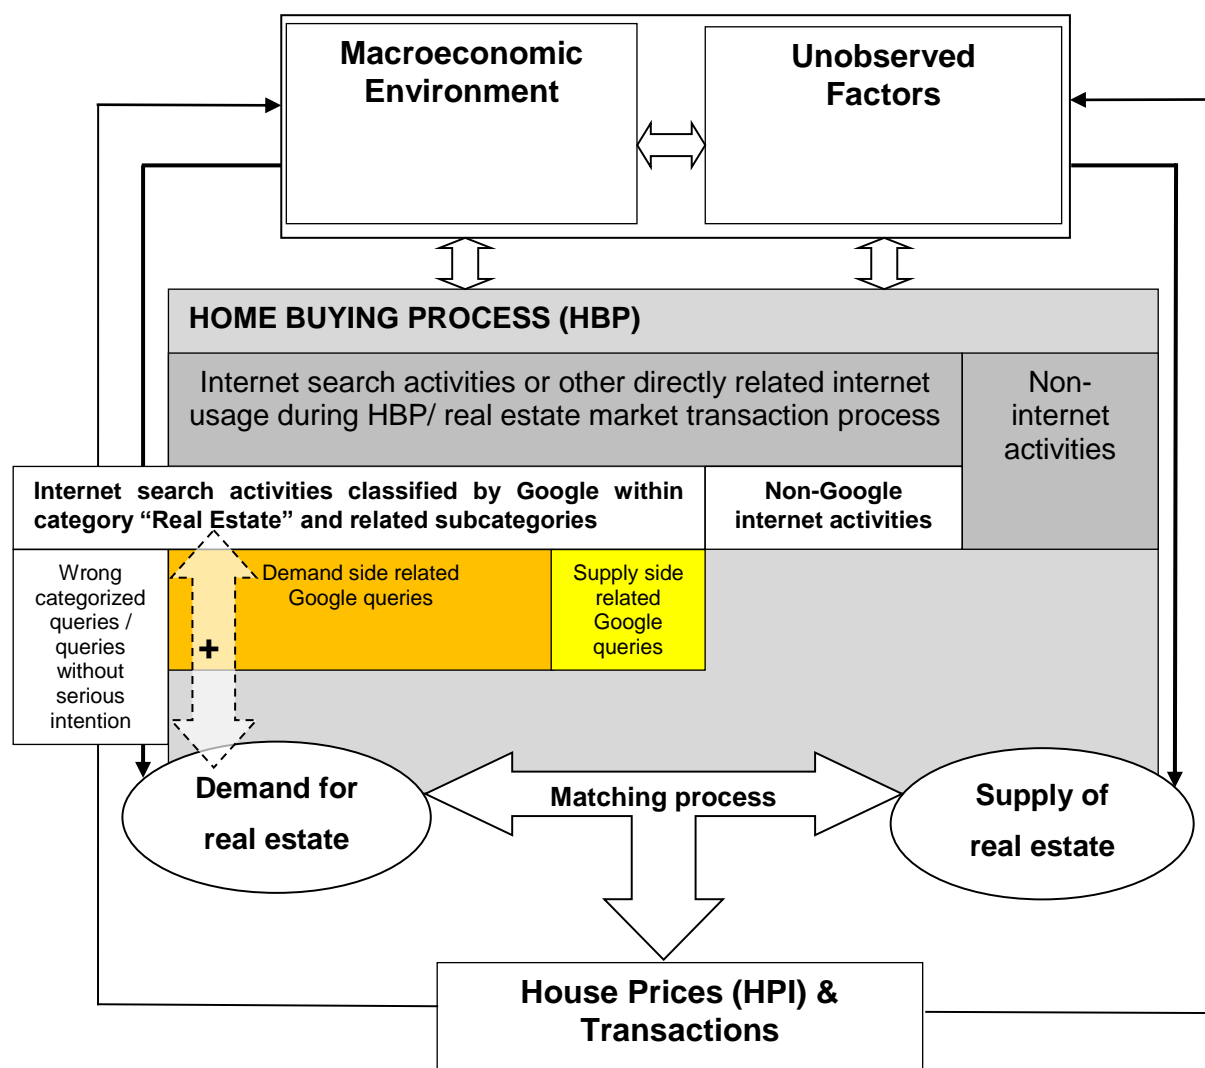 Macroeconomic
Environment
Unobserved
Factors
HOME BUYING PROCESS (HBP)
Internet search activities or other directly related internet
usage during HBP/ real estate market transaction process
Non-
internet
activities
Internet search activities classified by Google within
category “Real Estate” and related subcategories
Non-Google
internet activities
Wrong
categorized
queries /
queries
without
serious
intention
+
Demand side related
Google queries
Supply side
related
Google
queries
Demand for
real estate
Matching process
Supply of
real estate
House Prices (HPI) &
Transactions